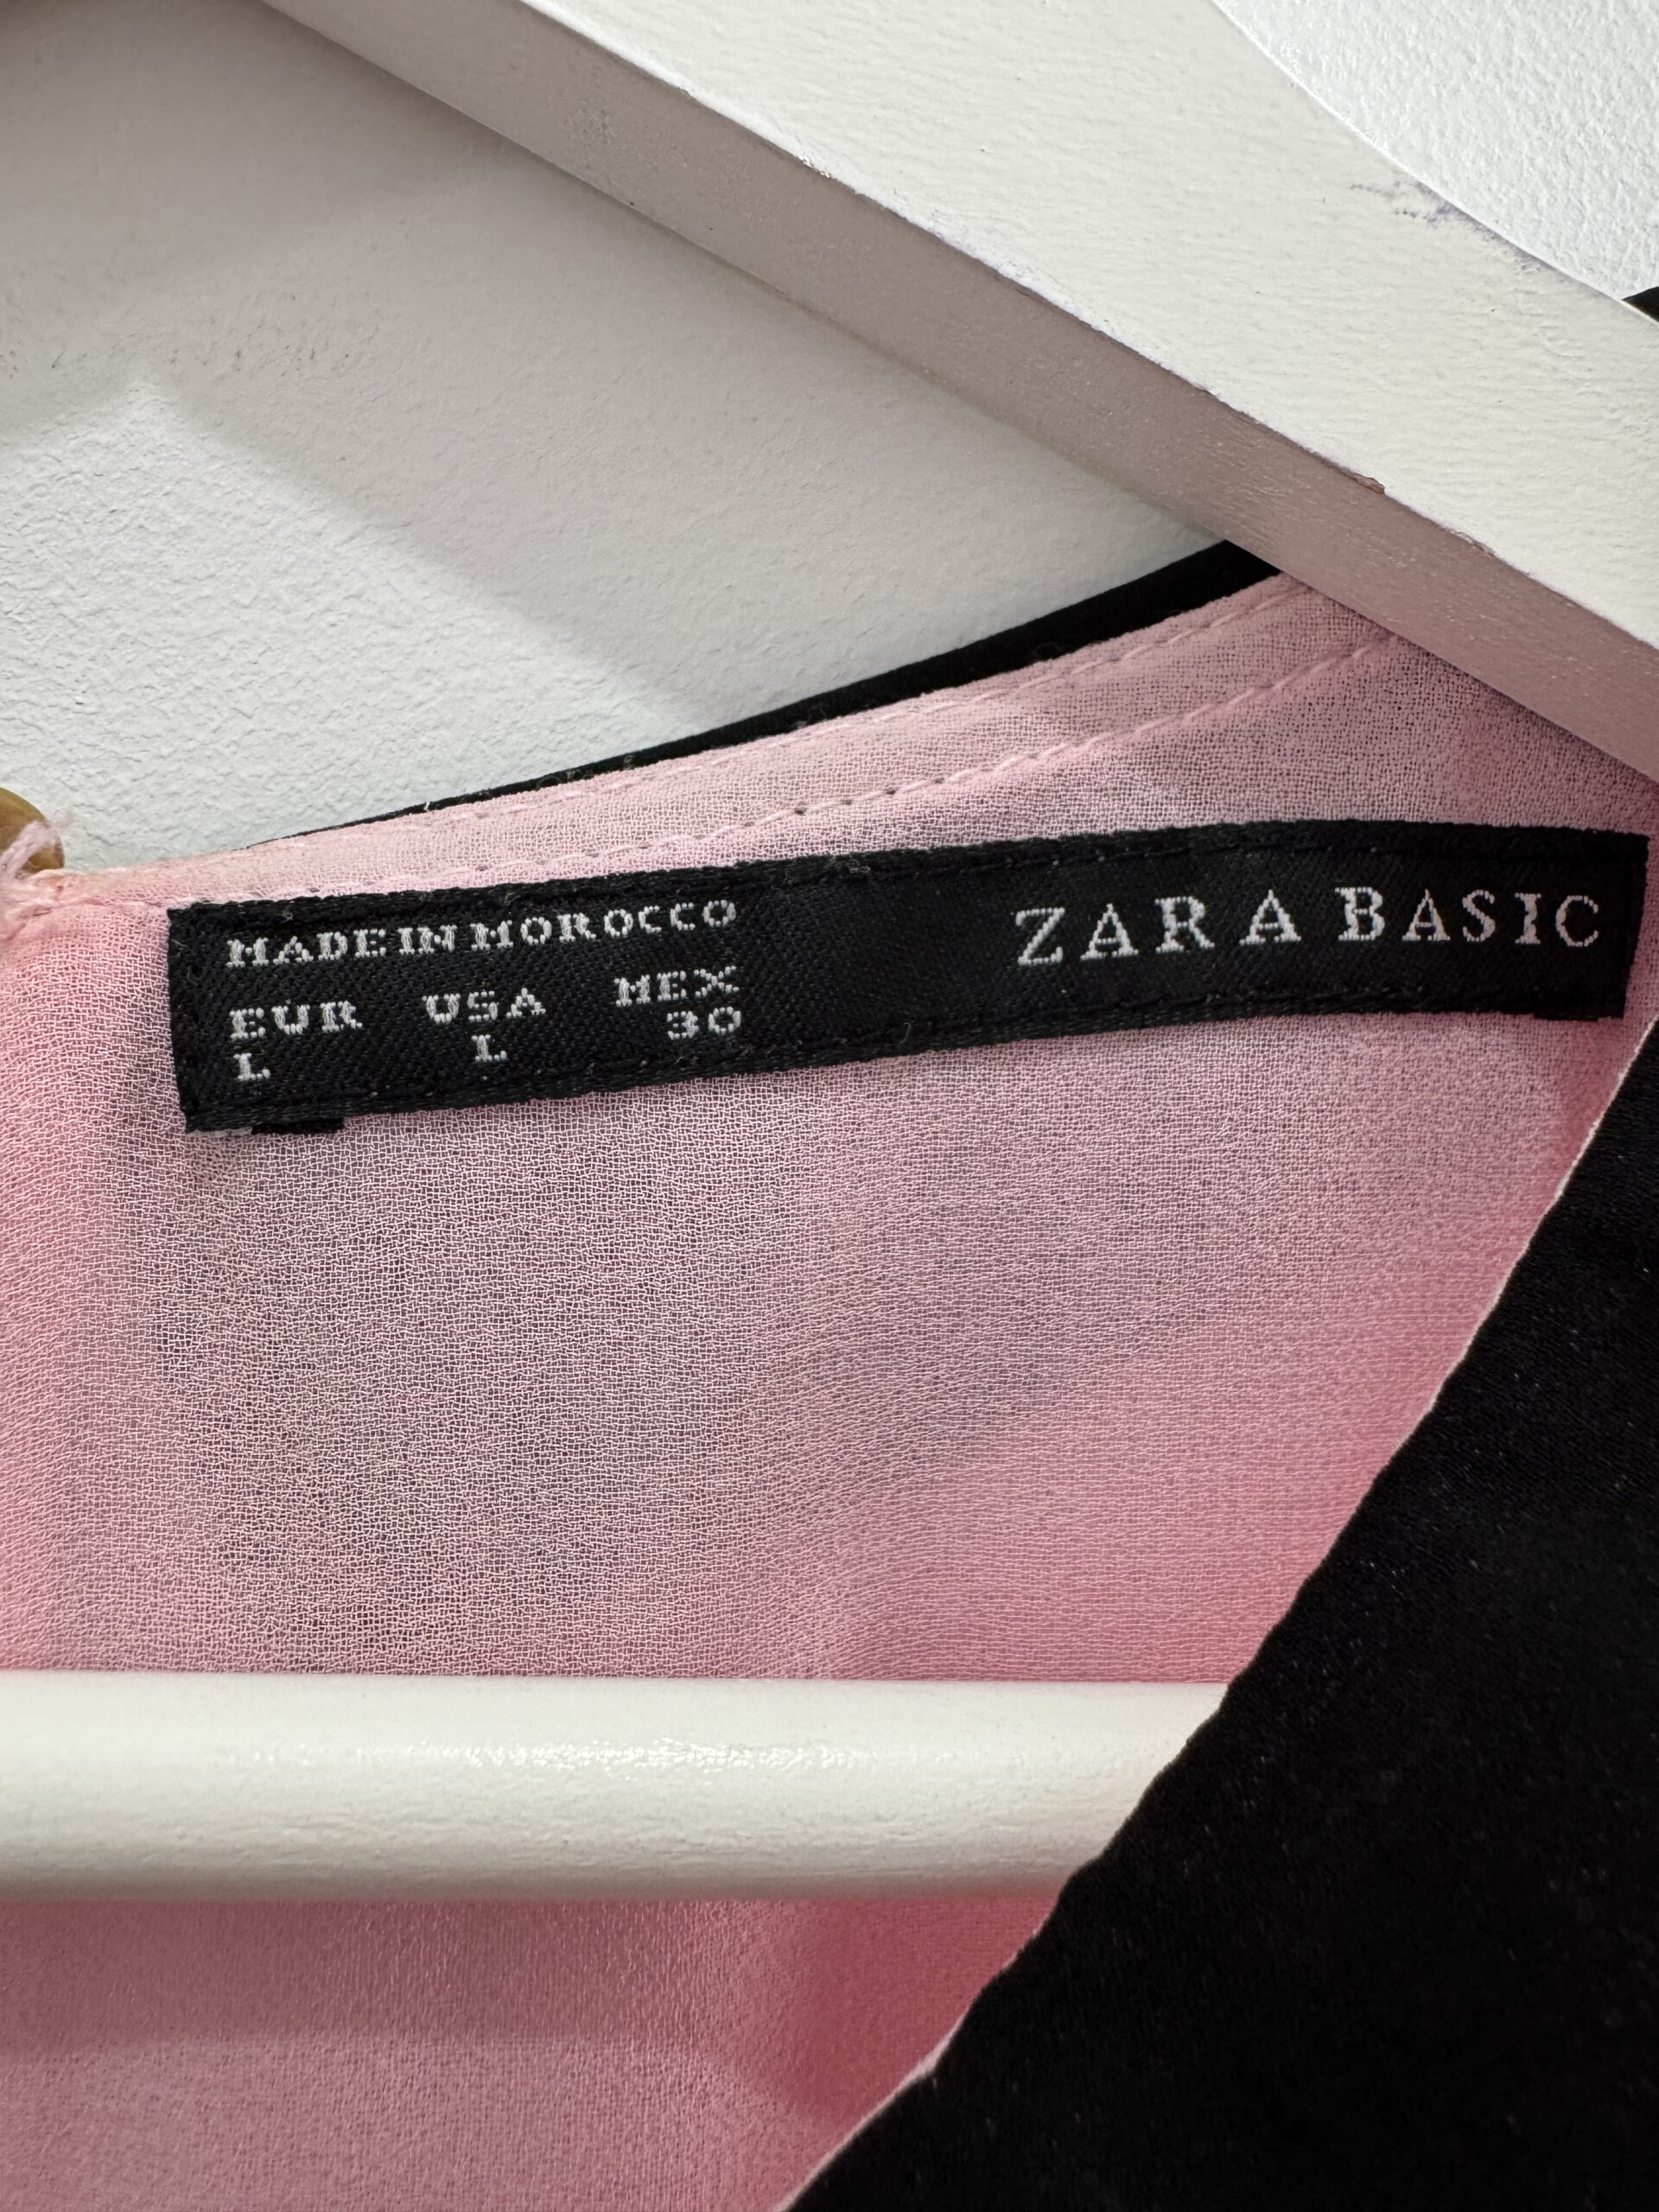 MADE IN MOROCCO
EUR USA MEX
L L 30
ZARA BASIC